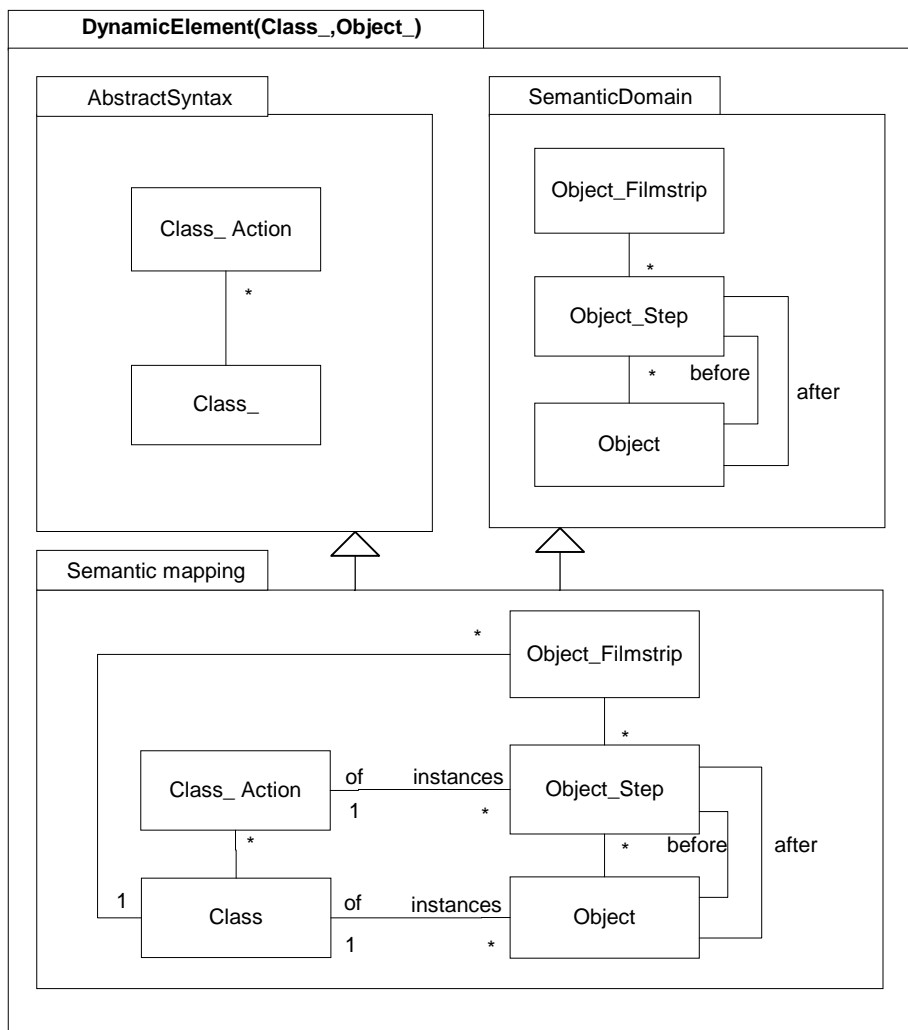 DynamicElement(Class_,Object_)
AbstractSyntax
Class_ Action
*
Class_
SemanticDomain
Object_Filmstrip
*
Object_Step
*
before
after
Object
Semantic mapping
*
Object_Filmstrip
*
Class_ Action
of
instances
1
*
Object_Step
*
*
before
after
1
Class
of
instances
1
*
Object